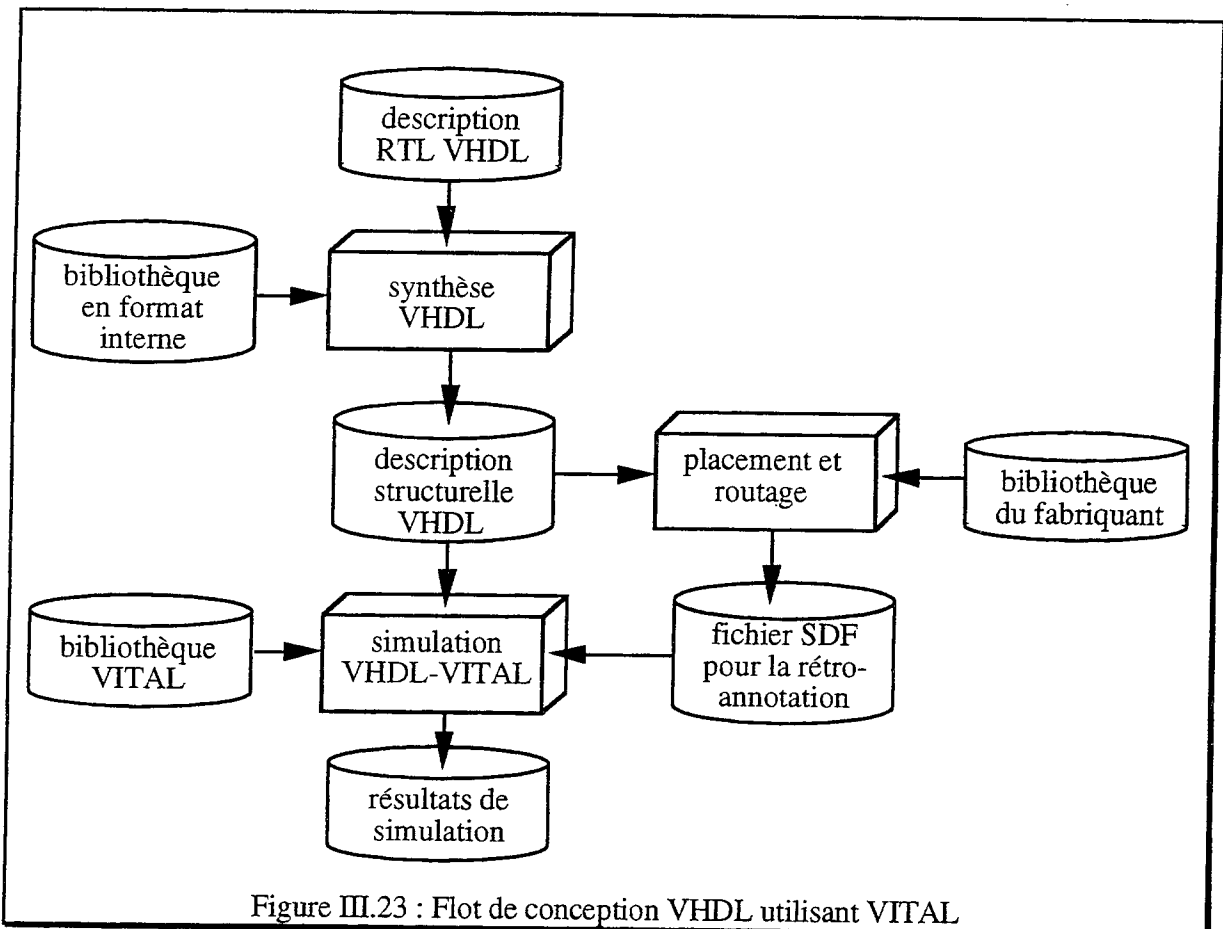 description
RTL VHDL
bibliothèque
en format
interne
synthèse
VHDL
description
structurelle
VHDL
placement et
routage
bibliothèque
du fabriquant
bibliothèque
VITAL
simulation
VHDL-VITAL
fichier SDF
pour la rétro-
annotation
résultats de
simulation
Figure III.23 : Flot de conception VHDL utilisant VITAL